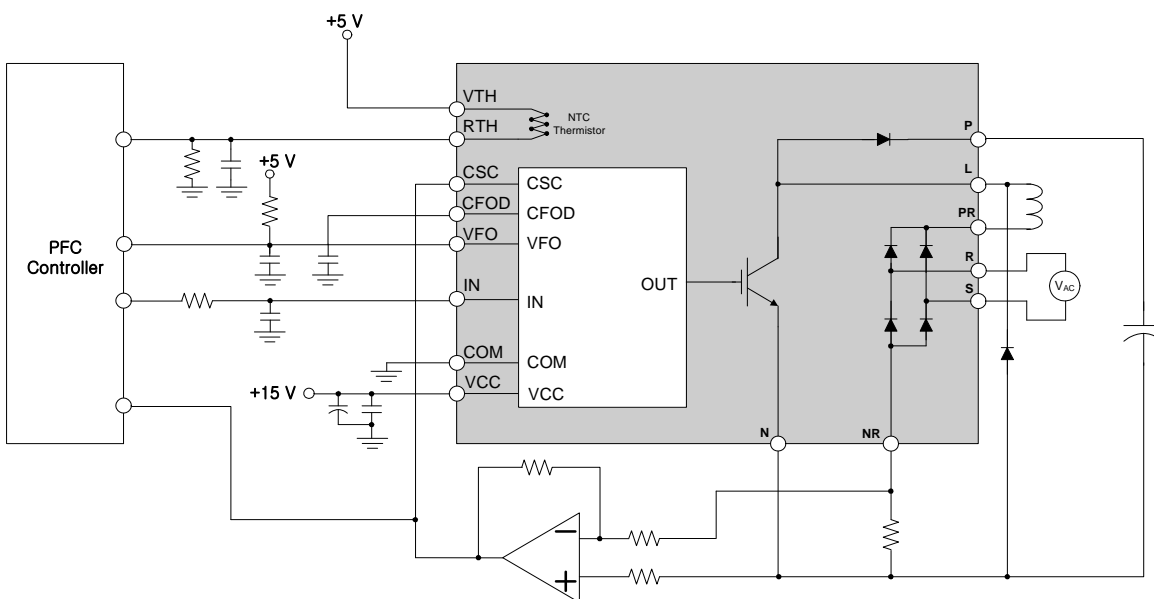 +5 V
VTH
RTH
NTC
Thermistor
P
+5 V
CSC
CSC
L
CFOD
CFOD
PR
PFC
Controller
VFO
VFO
R
VAC
OUT
S
IN
IN
COM
COM
+15 V
VCC
VCC
N
NR